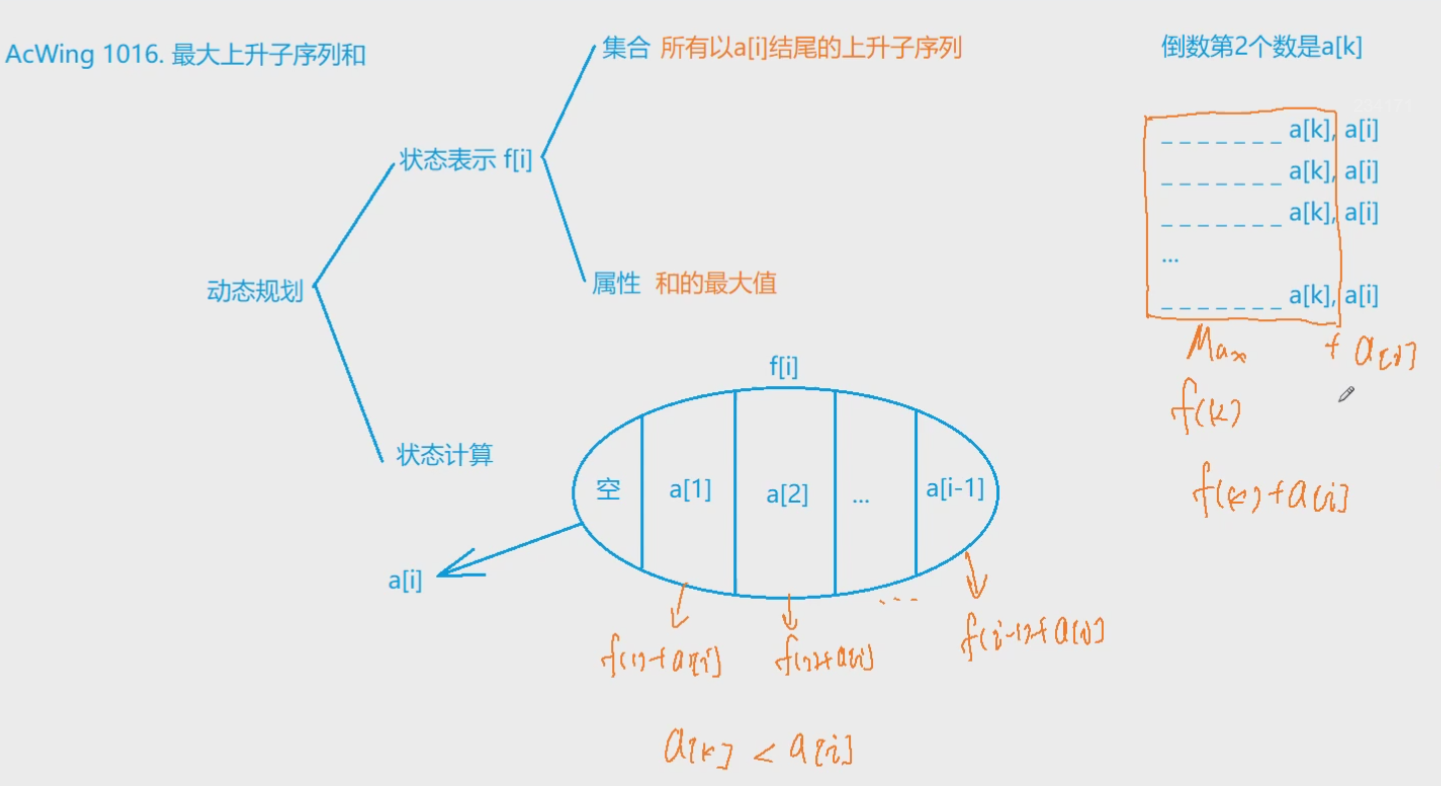 AcWing 1016. 最大上升子序列和
集合 所有以a[i]结尾的上升子序列
状态表示 f[i]
属性 和的最大值
动态规划
状态计算
f[i]
空 a[1] a[2] ... a[i-1]
a[i]
f(1)+a[i] f(2)+a[i] ... f(i-1)+a[i]
a[k] < a[i]
倒数第2个数是a[k]
_ _ _ _ _ _ _ a[k], a[i]
_ _ _ _ _ _ _ a[k], a[i]
_ _ _ _ _ _ _ a[k], a[i]
...
_ _ _ _ _ _ _ a[k], a[i]
Max + a[i]
f(k)
f(k)+a[i]